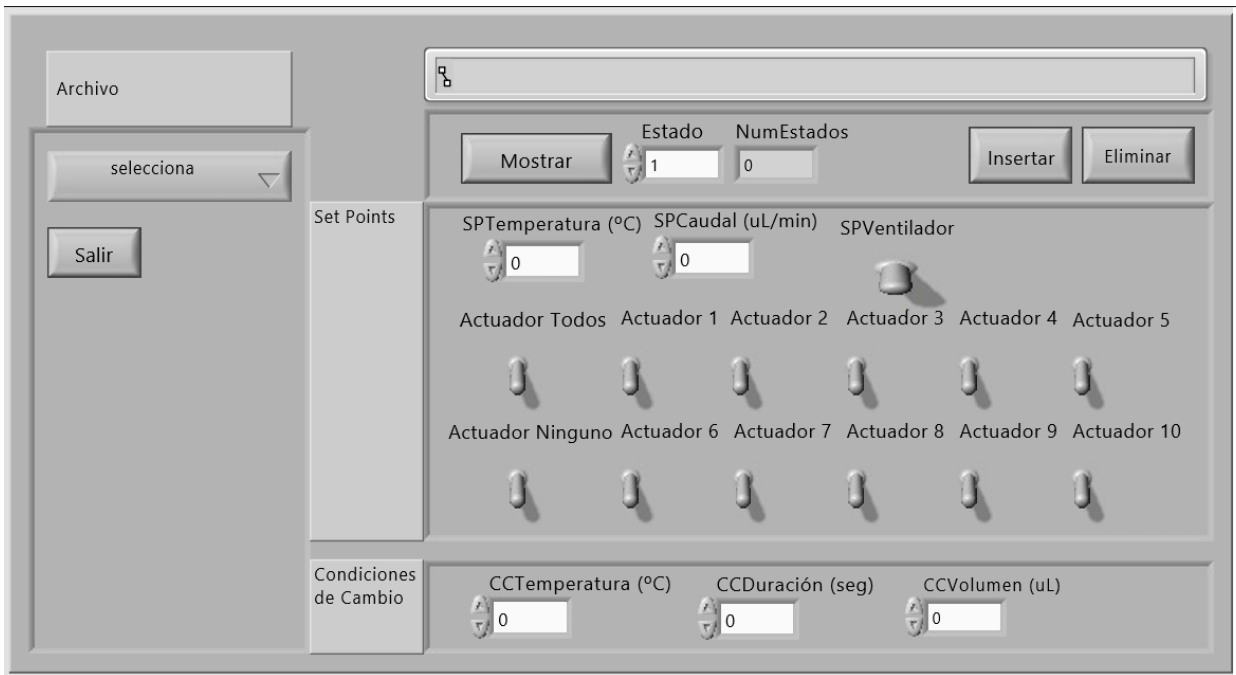 Archivo
selecciona
Salir
Mostrar
Estado
1
NumEstados
0
Insertar
Eliminar
Set Points
SPTemperatura (ºC)
0
SPCaudal (uL/min)
0
SPVentilador
Actuador Todos Actuador 1 Actuador 2 Actuador 3 Actuador 4 Actuador 5
Actuador Ninguno Actuador 6 Actuador 7 Actuador 8 Actuador 9 Actuador 10
Condiciones
de Cambio
CCTemperatura (ºC)
0
CCDuración (seg)
0
CCVolumen (uL)
0